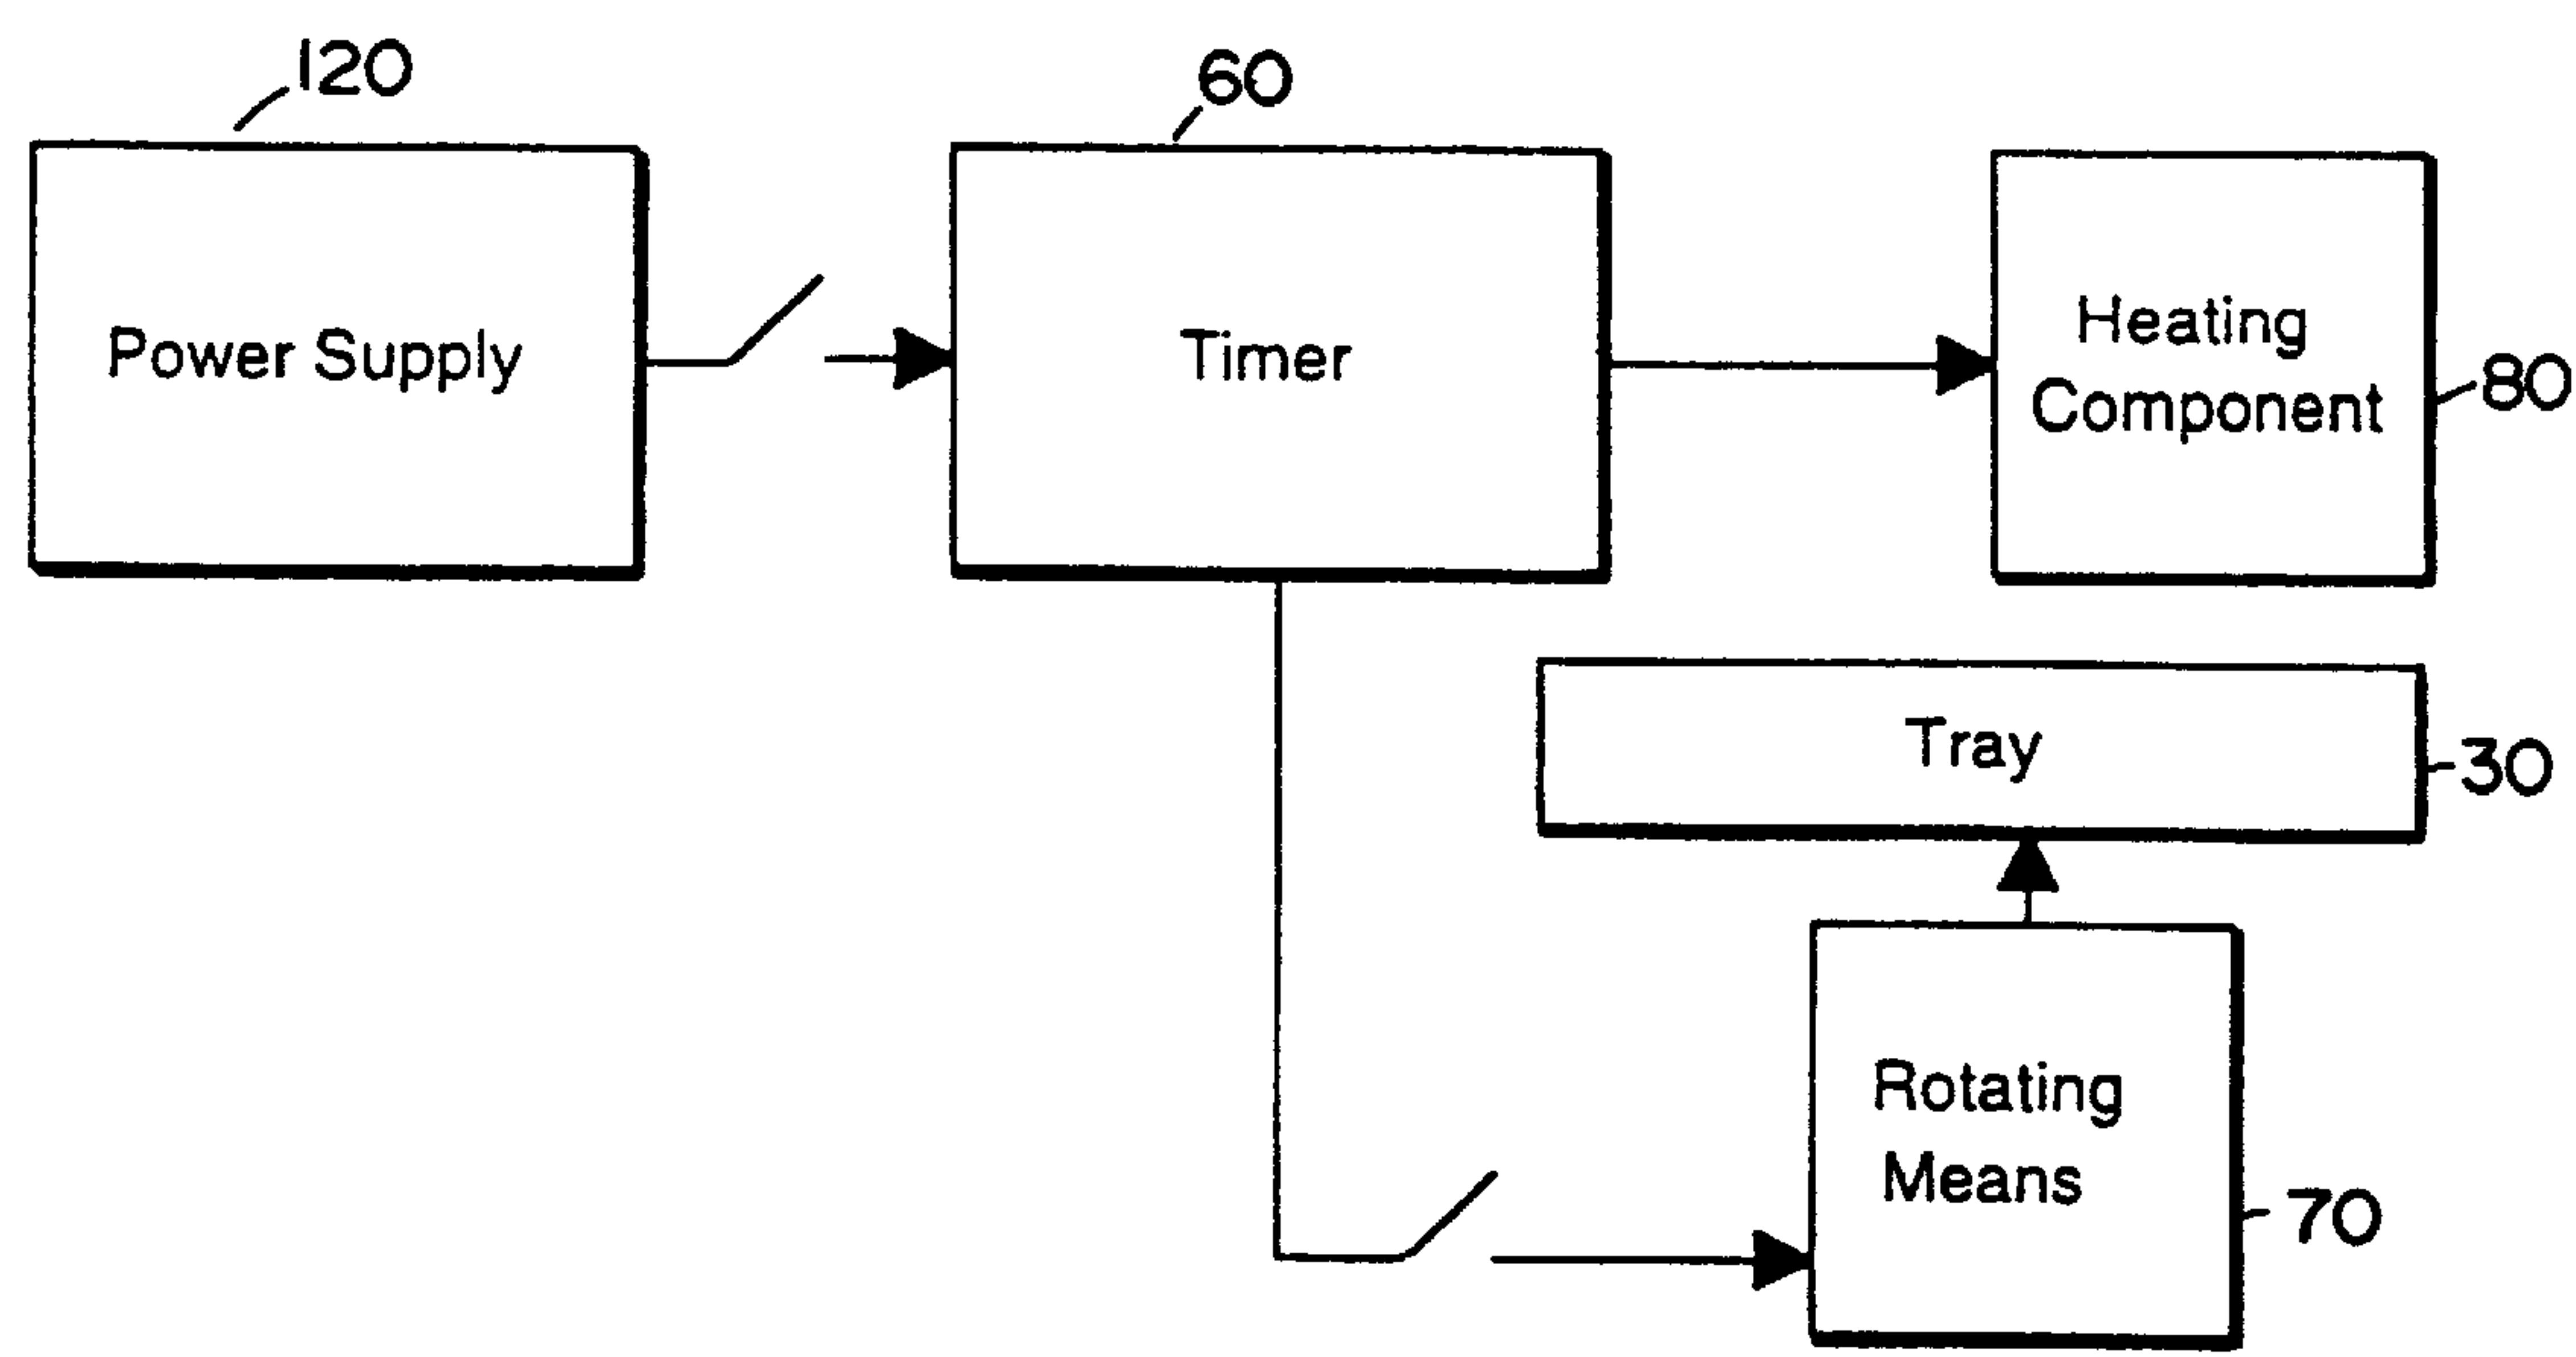 120
60
Power Supply
Timer
Heating
Component
80
Tray
30
Rotating
Means
70